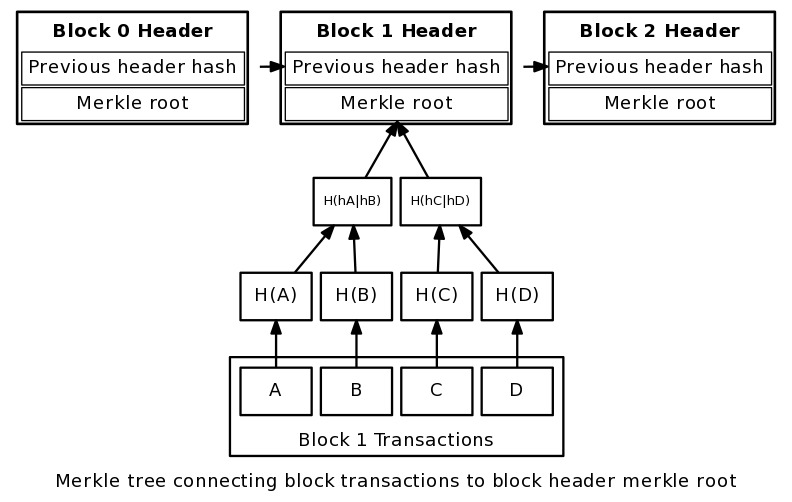 Block 0 Header
Block 1 Header
Block 2 Header
Previous header hash
Previous header hash
Previous header hash
Merkle root
Merkle root
Merkle root
H(hA|hB)
H(hC|hD)
H(A)
H(B)
H(C)
H(D)
A
B
C
D
Block 1 Transactions
Merkle tree connecting block transactions to block header merkle root